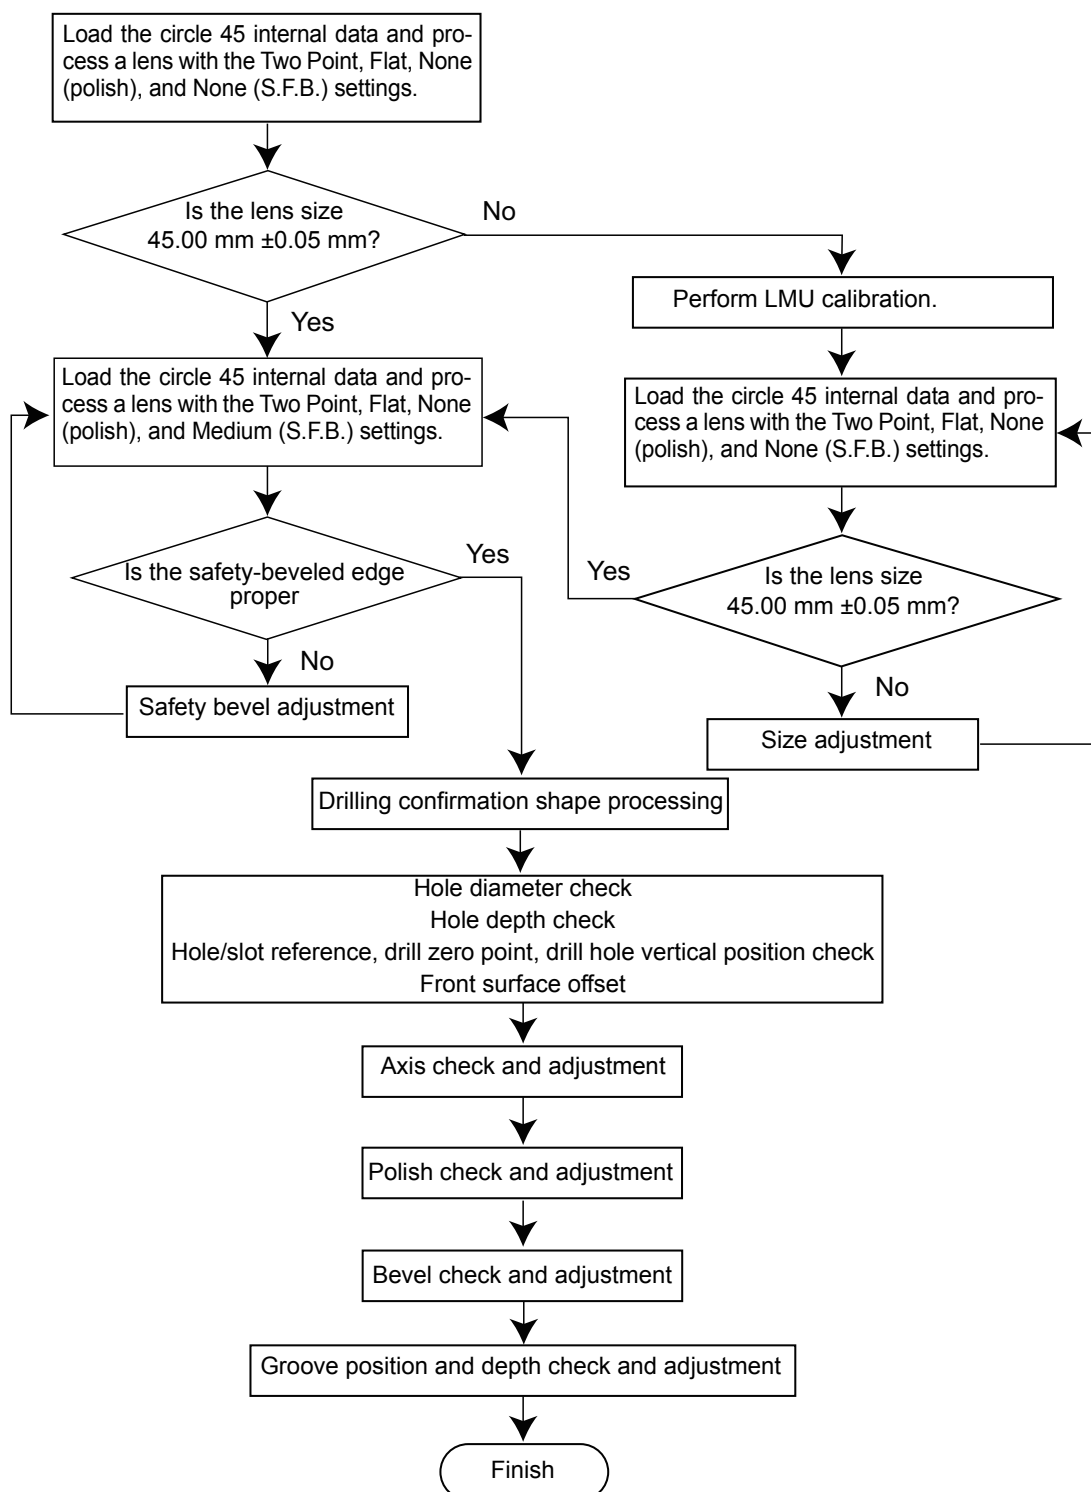 Load the circle 45 internal data and pro-
cess a lens with the Two Point, Flat, None
(polish), and None (S.F.B.) settings.
Is the lens size
45.00 mm ±0.05 mm?
No
Yes
Perform LMU calibration.
Load the circle 45 internal data and pro-
cess a lens with the Two Point, Flat, None
(polish), and Medium (S.F.B.) settings.
Load the circle 45 internal data and pro-
cess a lens with the Two Point, Flat, None
(polish), and None (S.F.B.) settings.
Is the safety-beveled edge
proper
Yes
No
Safety bevel adjustment
Is the lens size
45.00 mm ±0.05 mm?
Yes
No
Size adjustment
Drilling confirmation shape processing
Hole diameter check
Hole depth check
Hole/slot reference, drill zero point, drill hole vertical position check
Front surface offset
Axis check and adjustment
Polish check and adjustment
Bevel check and adjustment
Groove position and depth check and adjustment
Finish